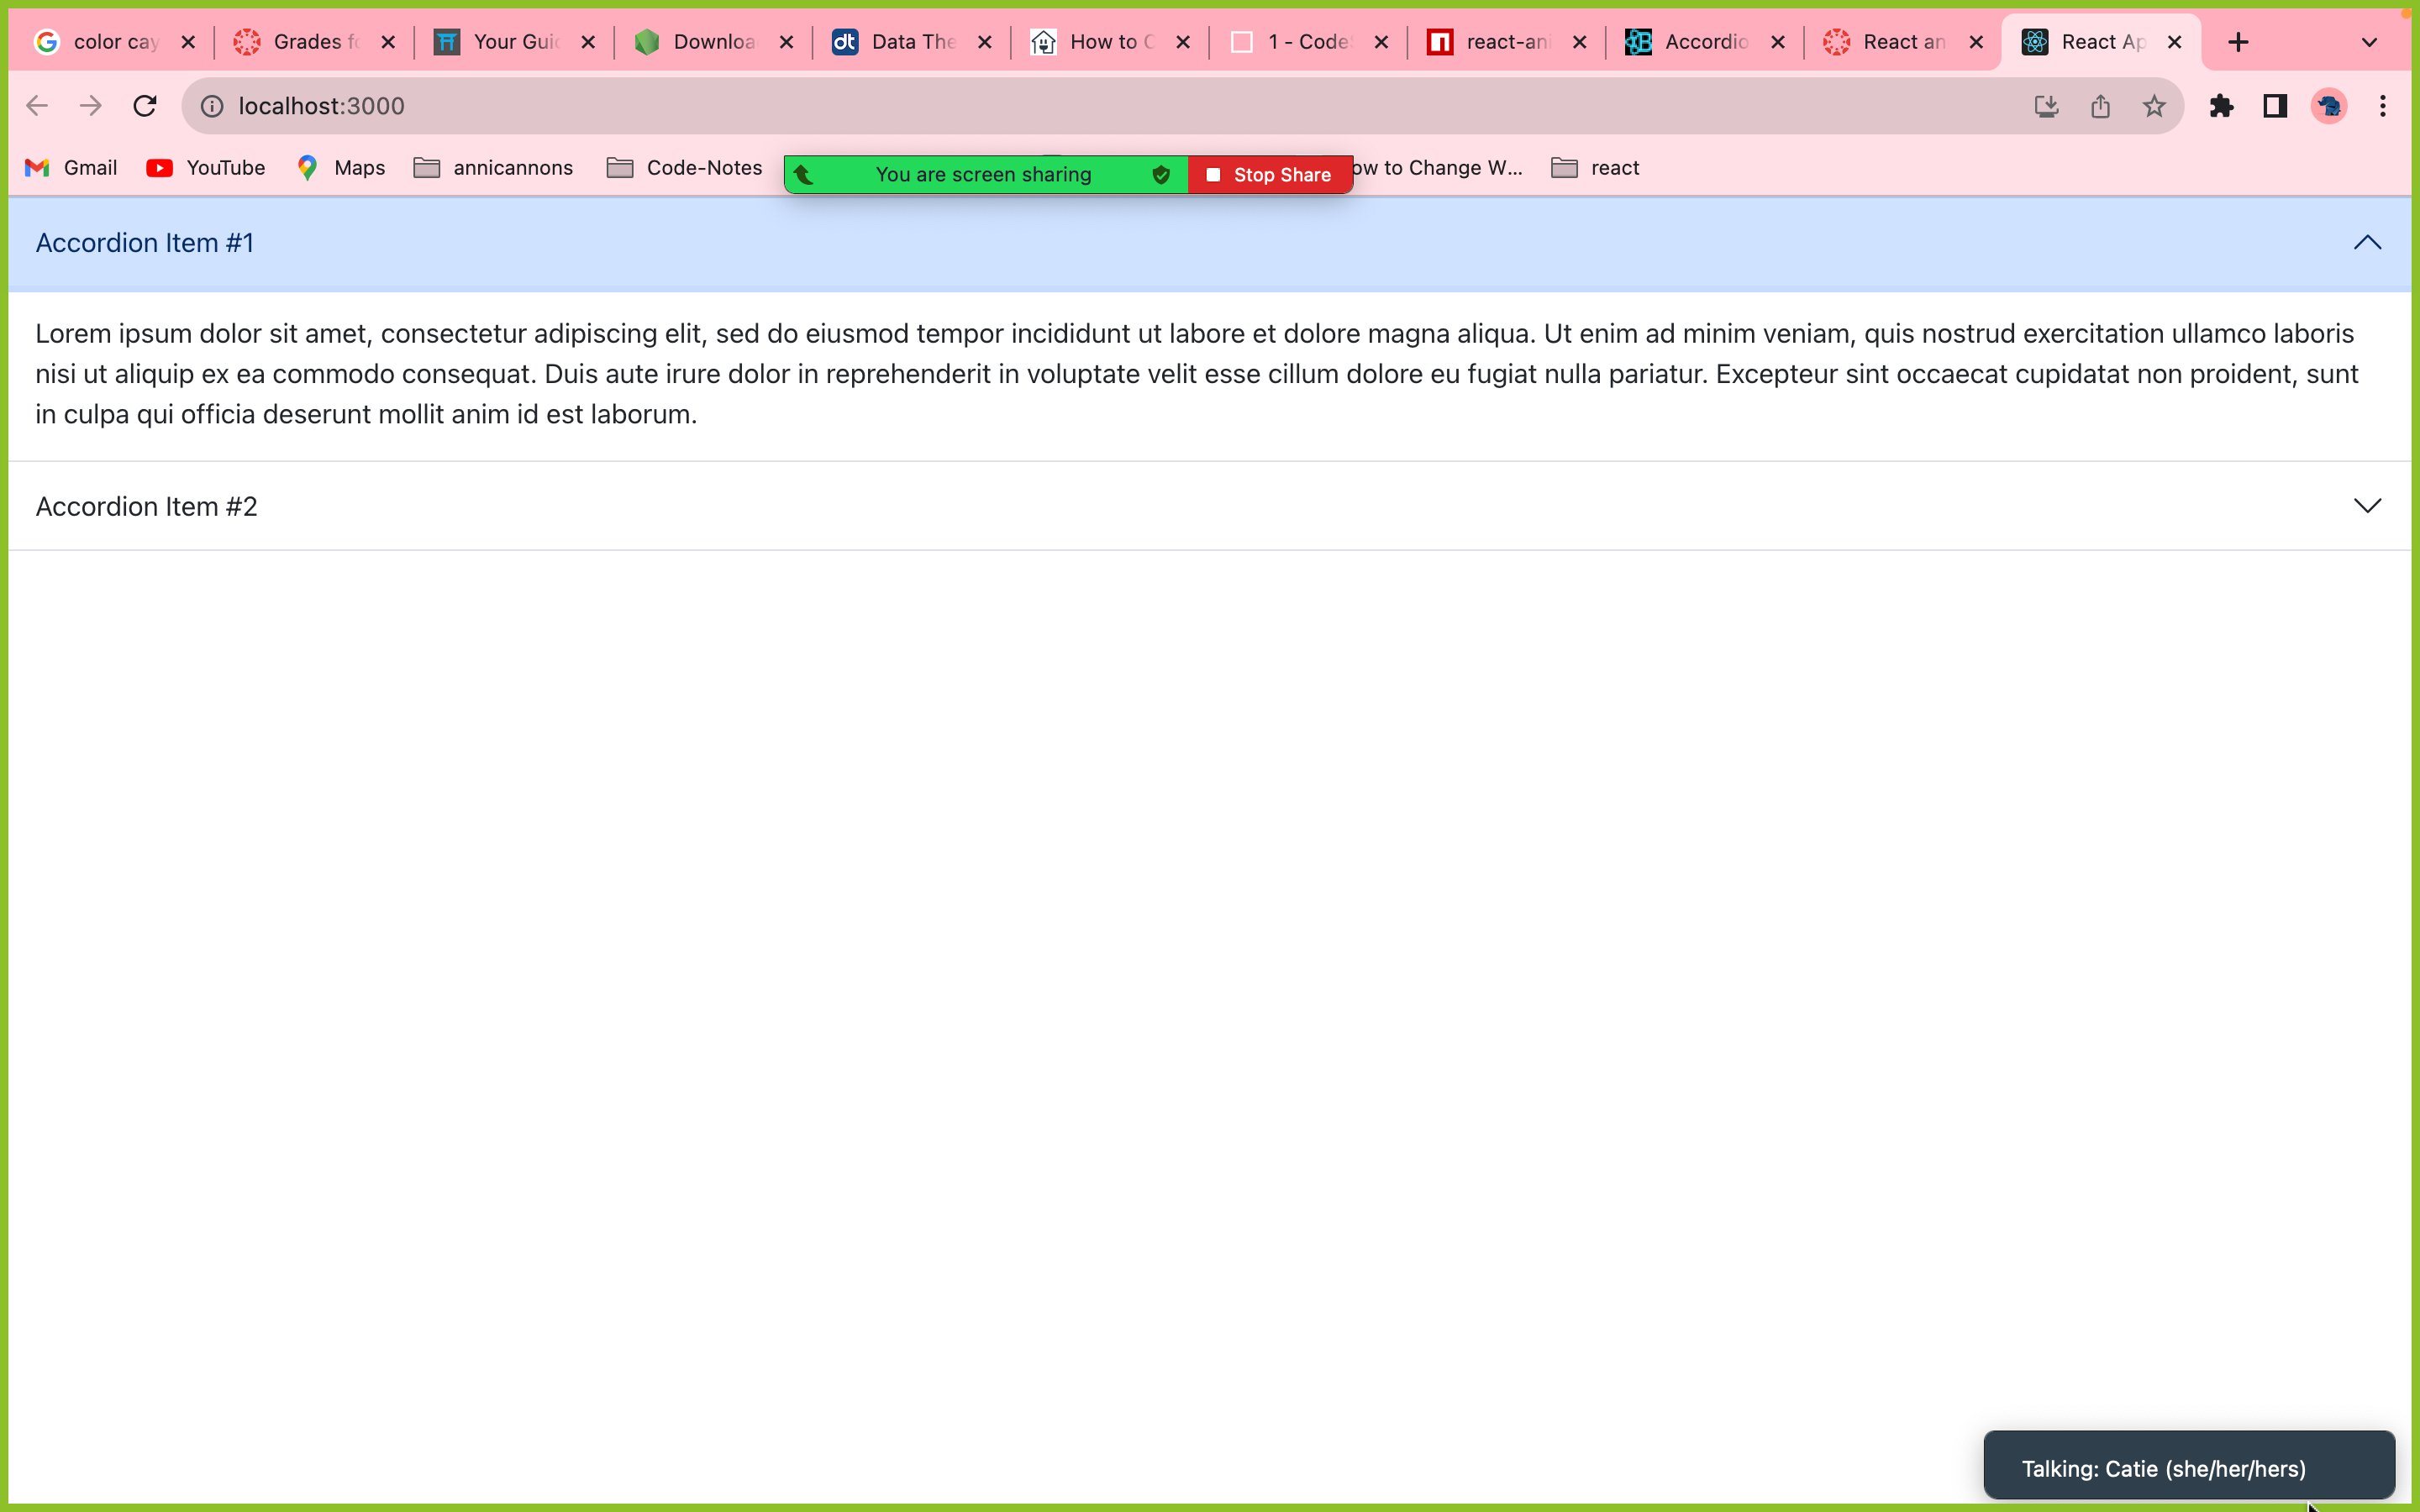 color cay
Grades fo
Your Gui
Downloa
dt
Data The
How to C
1 - Code
react-ani
Accordio
React an
React Ap
localhost:3000
Gmail
YouTube
Maps
annicannons
Code-Notes
You are screen sharing
Stop Share
ow to Change W...
react
Accordion Item #1
Lorem ipsum dolor sit amet, consectetur adipiscing elit, sed do eiusmod tempor incididunt ut labore et dolore magna aliqua. Ut enim ad minim veniam, quis nostrud exercitation ullamco laboris
nisi ut aliquip ex ea commodo consequat. Duis aute irure dolor in reprehenderit in voluptate velit esse cillum dolore eu fugiat nulla pariatur. Excepteur sint occaecat cupidatat non proident, sunt
in culpa qui officia deserunt mollit anim id est laborum.
Accordion Item #2
Talking: Catie (she/her/hers)